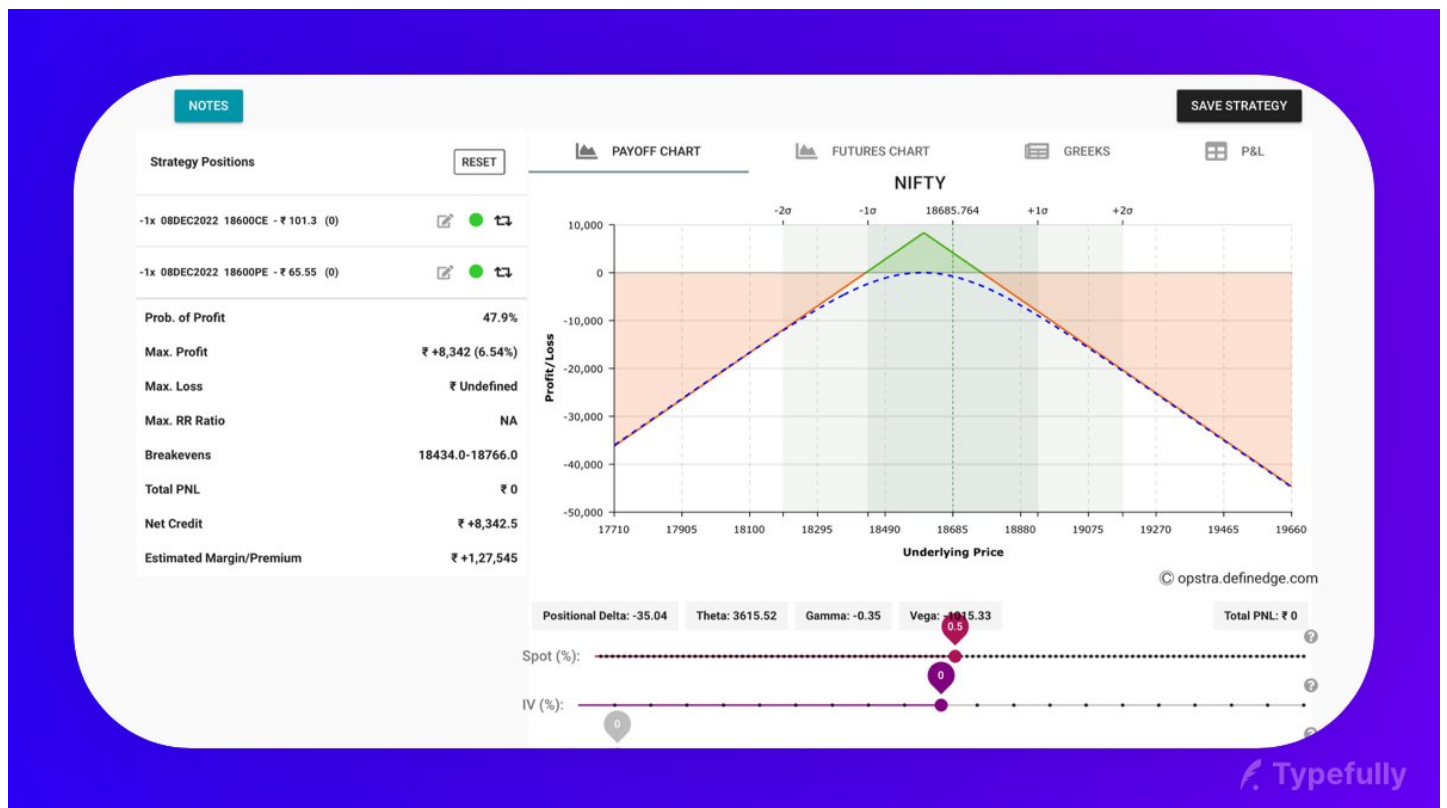 NOTES
SAVE STRATEGY
Strategy Positions
RESET
-1x 08DEC2022 18600CE - ₹ 101.3 (0)
-1x 08DEC2022 18600PE - ₹ 65.55 (0)
Prob. of Profit 47.9%
Max. Profit ₹ +8,342 (6.54%)
Max. Loss ₹ Undefined
Max. RR Ratio NA
Breakevens 18434.0-18766.0
Total PNL ₹ 0
Net Credit ₹ +8,342.5
Estimated Margin/Premium ₹ +1,27,545
PAYOFF CHART FUTURES CHART GREEKS P&L
NIFTY
-2σ -1σ 18685.764 +1σ +2σ
10,000
0
-10,000
-20,000
-30,000
-40,000
-50,000
Profit/Loss
17710 17905 18100 18295 18490 18685 18880 19075 19270 19465 19660
Underlying Price
© opstra.definedge.com
Positional Delta: -35.04 Theta: 3615.52 Gamma: -0.35 Vega: -1015.33 Total PNL: ₹ 0
0.5
?
Spot (%):
0
?
IV (%):
0
?
Typefully